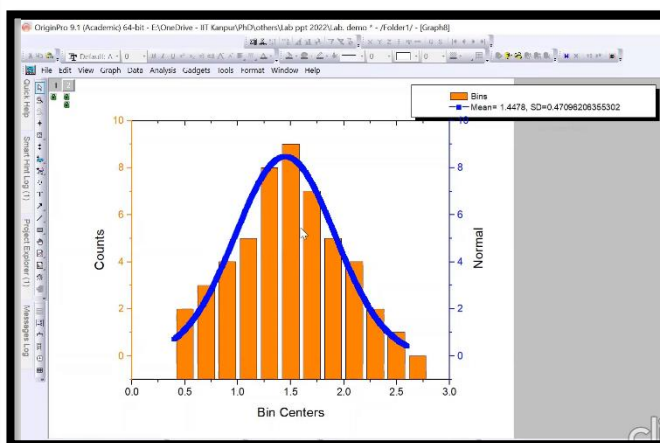 OriginPro 9.1 (Academic) 64-bit - E:\OneDrive - IIT Kanpur\PhD\others\Lab ppt 2022\Lab. demo * - /Folder1/ - [Graph8]
Default: A 0
File Edit View Graph Data Analysis Gadgets Tools Format Window Help
Quick Help
Smart Hint Log (1)
Project Explorer (1)
Messages Log
1 2
Bins
Mean= 1.4478, SD=0.47096206355302
10 10
8 8
6 6
4 4
2 2
0 0
Counts
Normal
0.0 0.5 1.0 1.5 2.0 2.5 3.0
Bin Centers